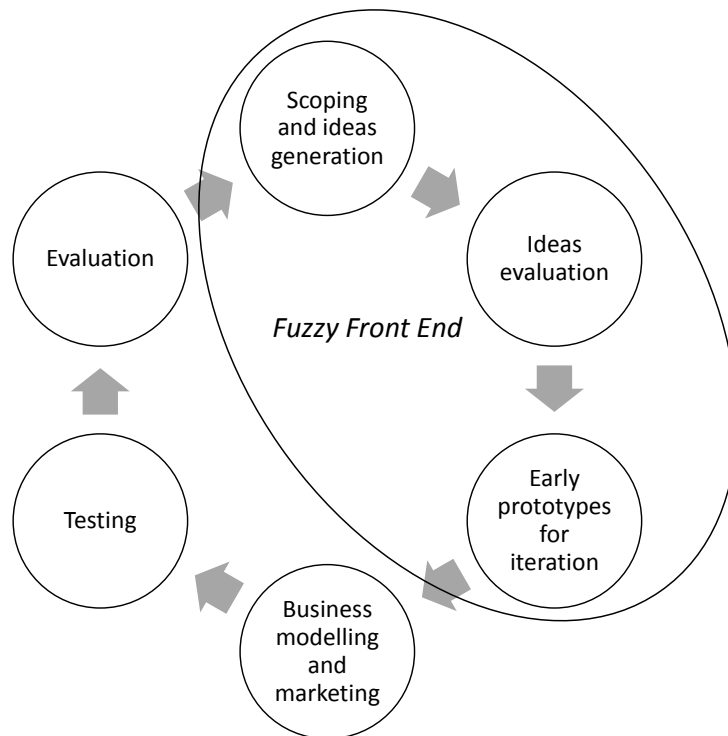 Scoping
and ideas
generation
Ideas
evaluation
Evaluation
Fuzzy Front End
Early
prototypes
for
iteration
Testing
Business
modelling
and
marketing